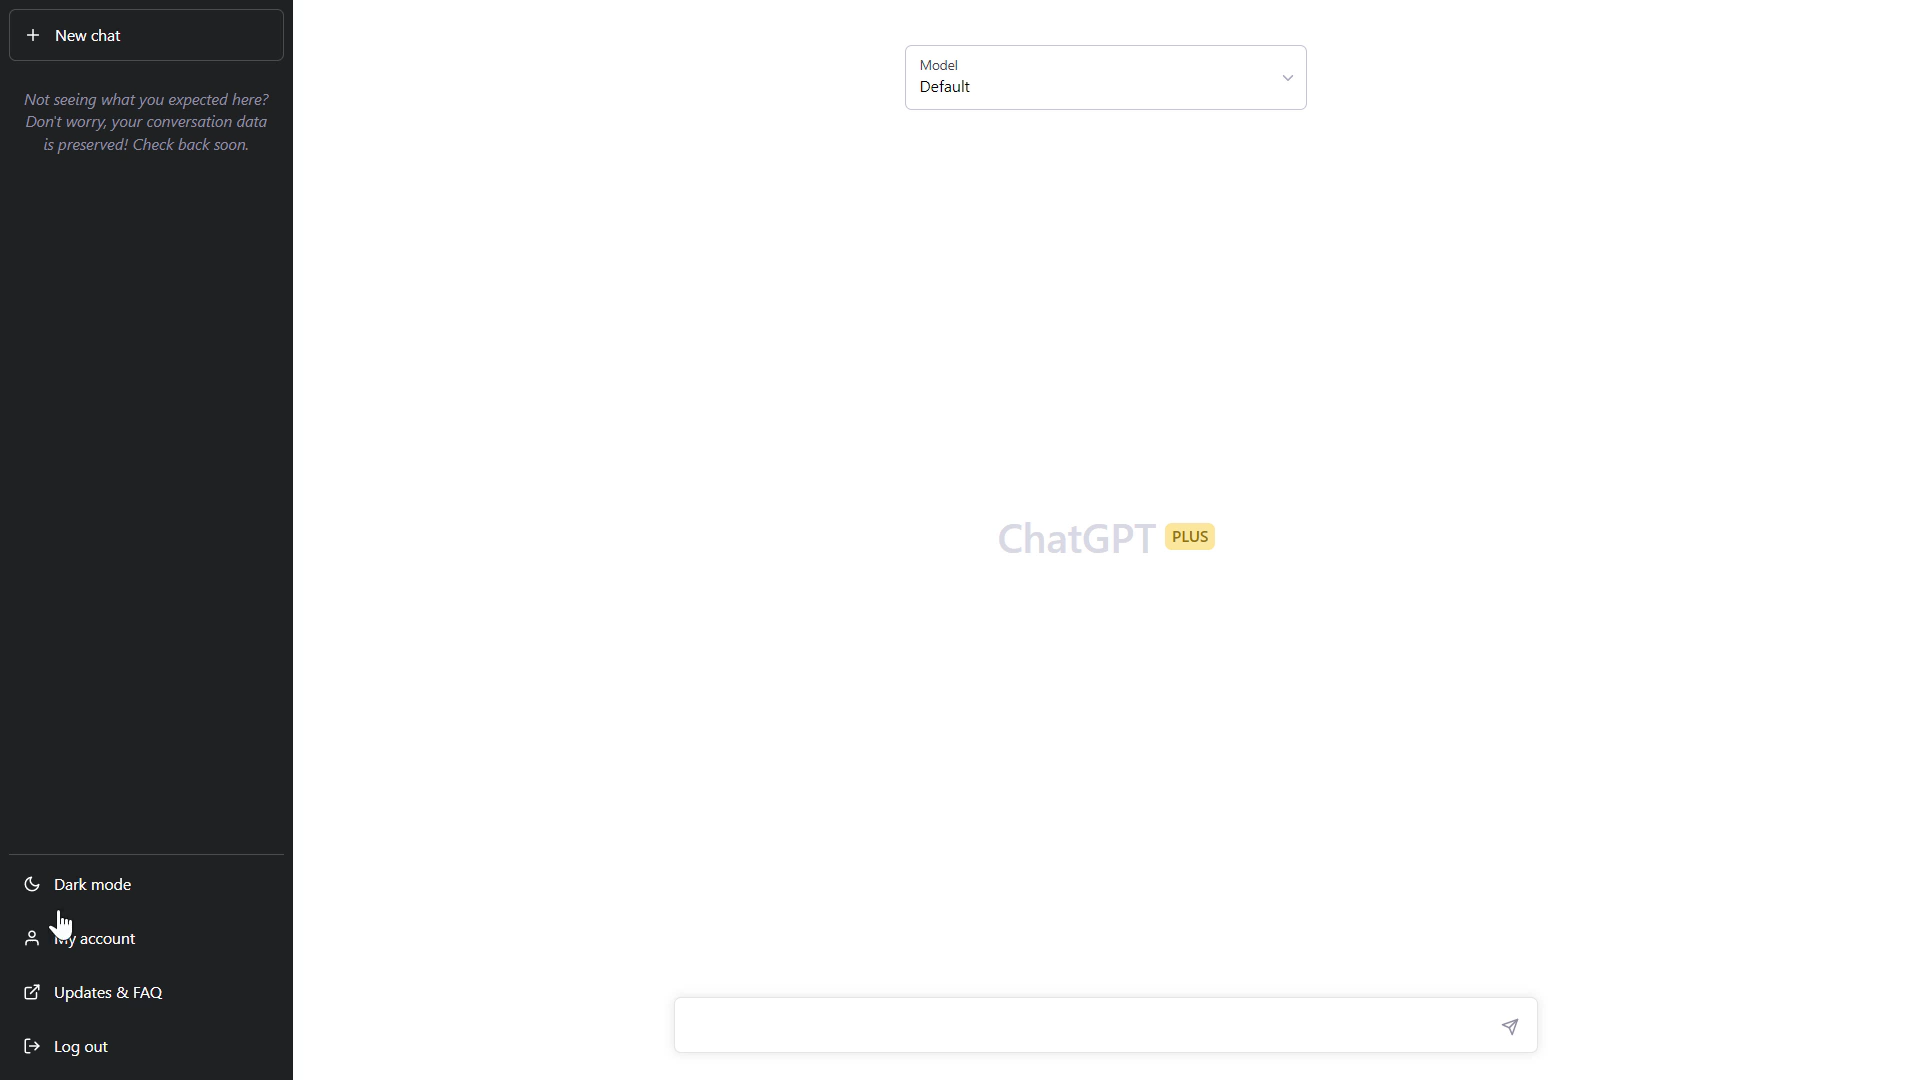 New chat
Not seeing what you expected here?
Don't worry, your conversation data
is preserved! Check back soon.
Model
Default
ChatGPT PLUS
Dark mode
My account
Updates & FAQ
Log out